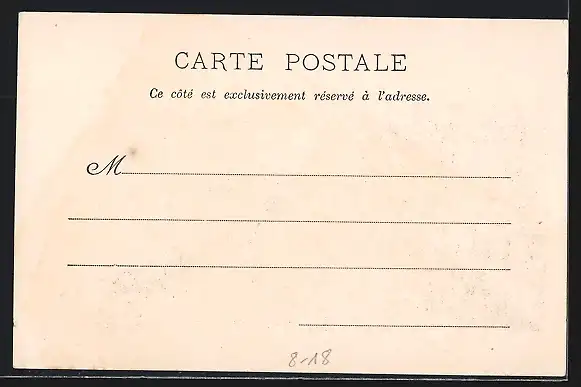 CARTE POSTALE
Ce côté est exclusivement réservé à l'adresse.
M
8-18